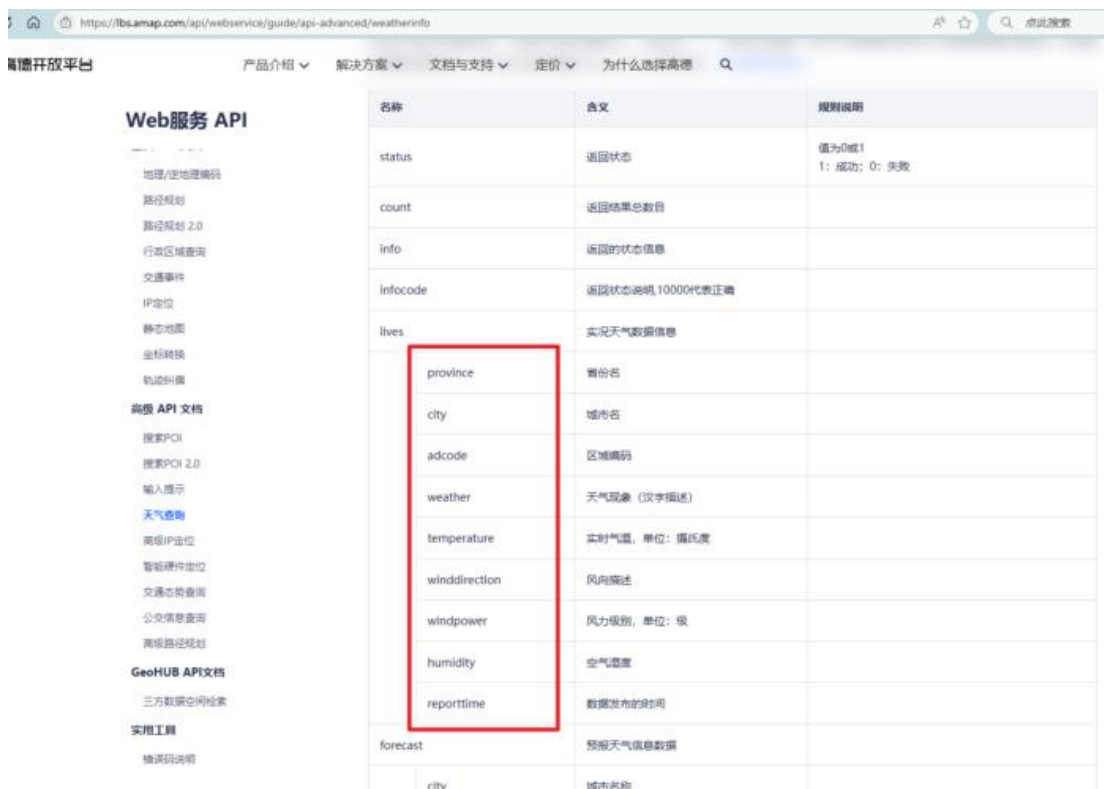 https://lbs.amap.com/api/webservice/guide/api-advanced/weatherinfo
点此搜索
高德开放平台
产品介绍
解决方案
文档与支持
定价
为什么选择高德
Web服务 API
地理/逆地理编码
路径规划
路径规划 2.0
行政区域查询
交通事件
IP定位
静态地图
坐标转换
轨迹纠偏
高级 API 文档
搜索POI
搜索POI 2.0
输入提示
天气查询
高级IP定位
智能硬件定位
交通态势查询
公交信息查询
高级路径规划
GeoHUB API文档
三方数据空间检索
实用工具
错误码说明
名称 含义 规则说明
status 返回状态 值为0或1
1：成功；0：失败
count 返回结果总数目
info 返回的状态信息
infocode 返回状态说明,10000代表正确
lives 实况天气数据信息
province 省份名
city 城市名
adcode 区域编码
weather 天气现象（汉字描述）
temperature 实时气温，单位：摄氏度
winddirection 风向描述
windpower 风力级别，单位：级
humidity 空气湿度
reporttime 数据发布的时间
forecast 预报天气信息数据
city 城市名称